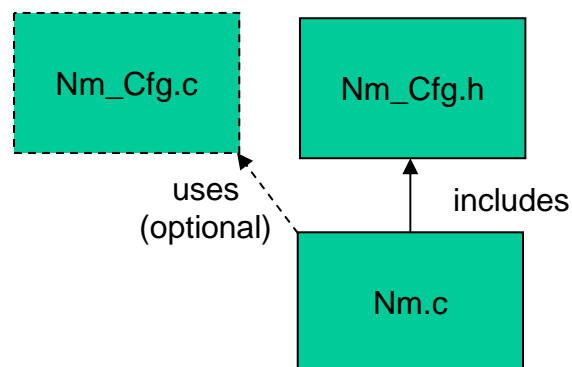 Nm_Cfg.c
Nm_Cfg.h
uses
(optional)
includes
Nm.c